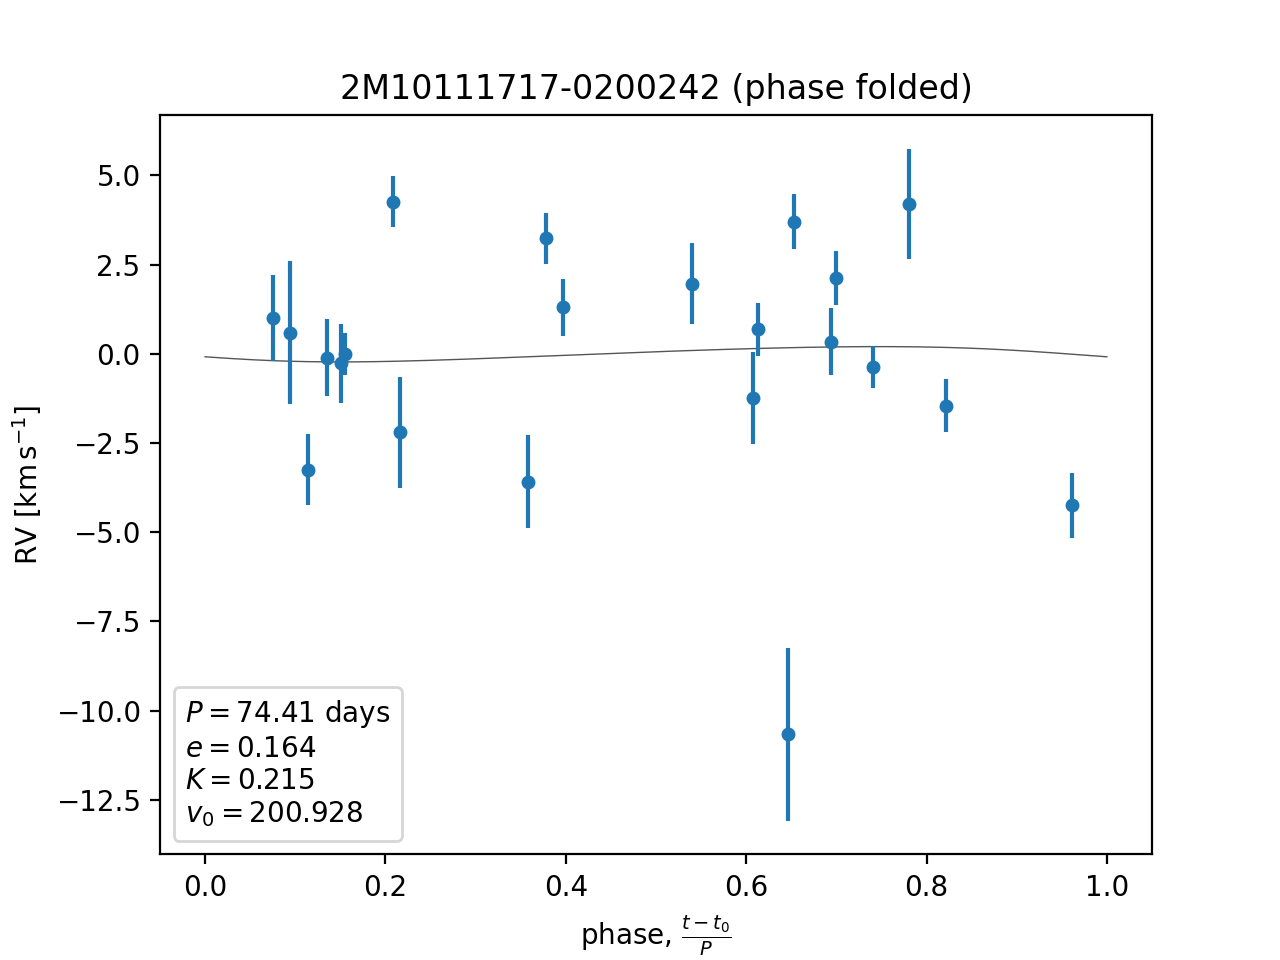 2M10111717-0200242 (phase folded)
5.0
2.5
0.0
−2.5
−5.0
−7.5
−10.0
−12.5
RV [km s⁻¹]
P = 74.41 days
e = 0.164
K = 0.215
v₀ = 200.928
0.0 0.2 0.4 0.6 0.8 1.0
phase, (t − t₀)/P